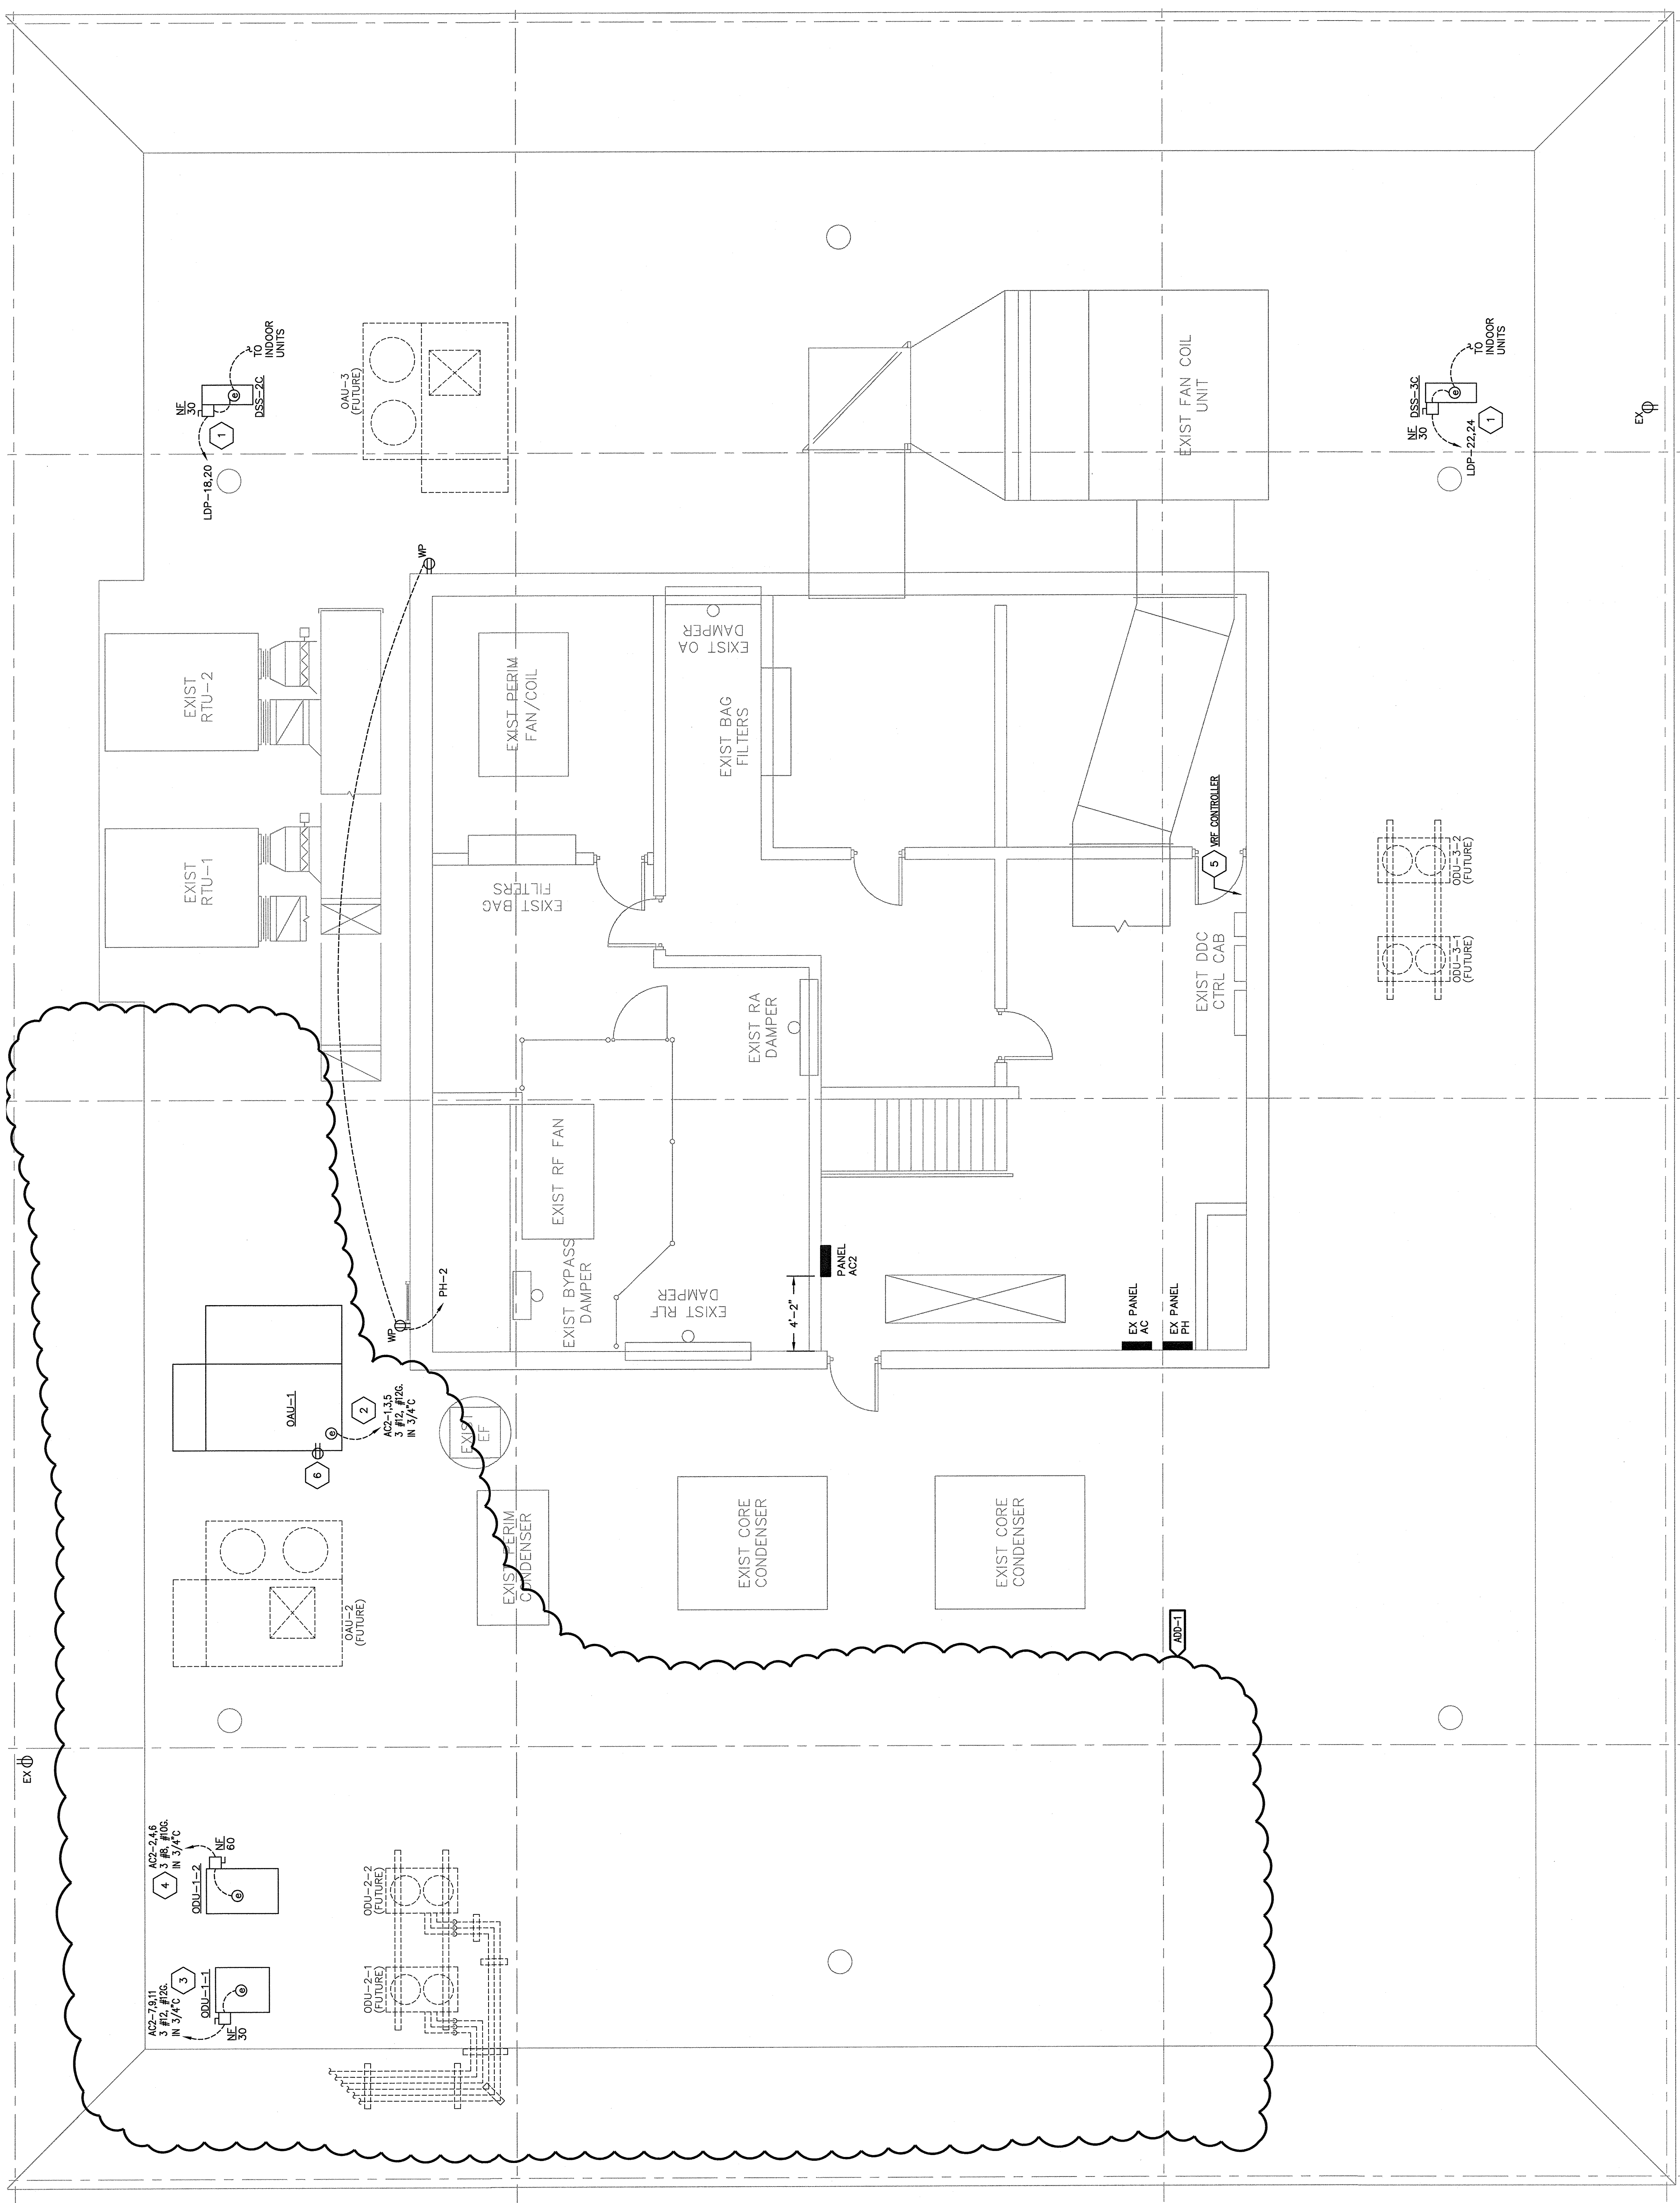 NF
30
1
LDP-18,20
TO
INDOOR
UNITS
DSS-2C
OAU-3
(FUTURE)
EXIST FAN COIL
UNIT
NF
30
DSS-3C
LDP-22,24
1
TO
INDOOR
UNITS
EX
WP
EXIST
RTU-2
EXIST
RTU-1
EXIST PERIM
FAN/COIL
EXIST OA
DAMPER
EXIST BAG
FILTERS
EXIST BAG
FILTERS
5
VRF CONTROLLER
EXIST DDC
CTRL CAB
ODU-3-2
(FUTURE)
ODU-3-1
(FUTURE)
EXIST RA
DAMPER
EXIST RF FAN
EXIST BYPASS
DAMPER
EXIST RLF
DAMPER
PANEL
AC2
4'-2"
EX PANEL
AC
EX PANEL
PH
WP
PH-2
OAU-1
e
6
2
AC2-1,3,5
3 #12, #12G.
IN 3/4"C
EXIST
EF
EXIST PERIM
CONDENSER
EXIST CORE
CONDENSER
EXIST CORE
CONDENSER
OAU-2
(FUTURE)
ADD-1
EX
AC2-2,4,6
3 #8, #10G.
IN 3/4"C
4
ODU-1-2
NF
60
e
AC2-7,9,11
3 #12, #12G.
IN 3/4"C
3
ODU-1-1
NF
30
e
ODU-2-2
(FUTURE)
ODU-2-1
(FUTURE)
e
e